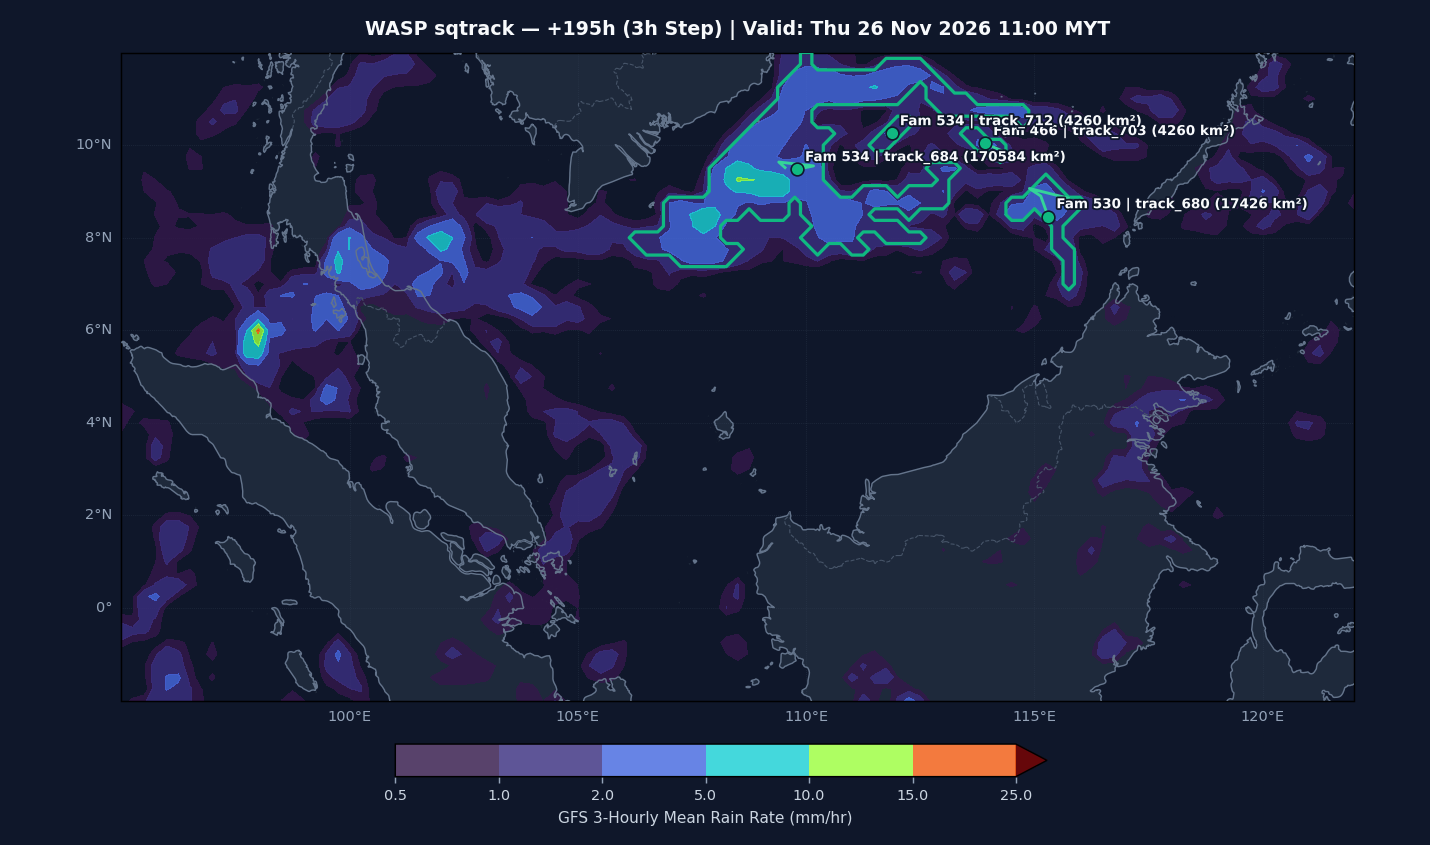 WASP sqtrack — +195h (3h Step) | Valid: Thu 26 Nov 2026 11:00 MYT
Fam 534 | track_712 (4260 km²)
Fam 466 | track_703 (4260 km²)
Fam 534 | track_684 (170584 km²)
Fam 530 | track_680 (17426 km²)
10°N
8°N
6°N
4°N
2°N
0°
100°E 105°E 110°E 115°E 120°E
0.5 1.0 2.0 5.0 10.0 15.0 25.0
GFS 3-Hourly Mean Rain Rate (mm/hr)